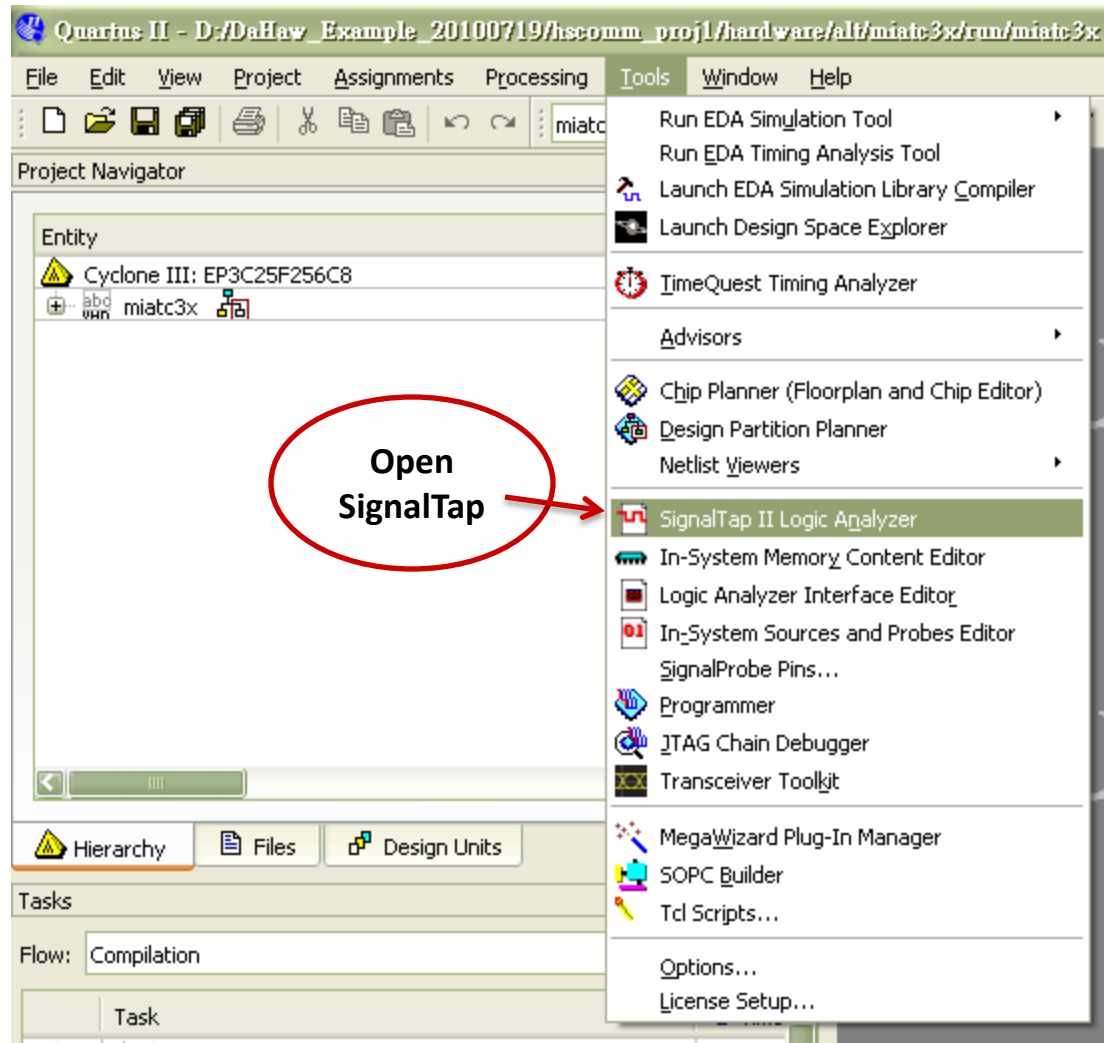 Quartus II - D:/DaHaw_Example_20100719/hscomm_proj1/hardware/alt/miatc3x/run/miatc3x
File Edit View Project Assignments Processing Tools Window Help
miatc
Project Navigator
Entity
Cyclone III: EP3C25F256C8
abc
miatc3x
Open
SignalTap
Run EDA Simulation Tool
Run EDA Timing Analysis Tool
Launch EDA Simulation Library Compiler
Launch Design Space Explorer
TimeQuest Timing Analyzer
Advisors
Chip Planner (Floorplan and Chip Editor)
Design Partition Planner
Netlist Viewers
SignalTap II Logic Analyzer
In-System Memory Content Editor
Logic Analyzer Interface Editor
In-System Sources and Probes Editor
SignalProbe Pins...
Programmer
JTAG Chain Debugger
Transceiver Toolkit
MegaWizard Plug-In Manager
SOPC Builder
Tcl Scripts...
Options...
License Setup...
Hierarchy Files Design Units
Tasks
Flow: Compilation
Task